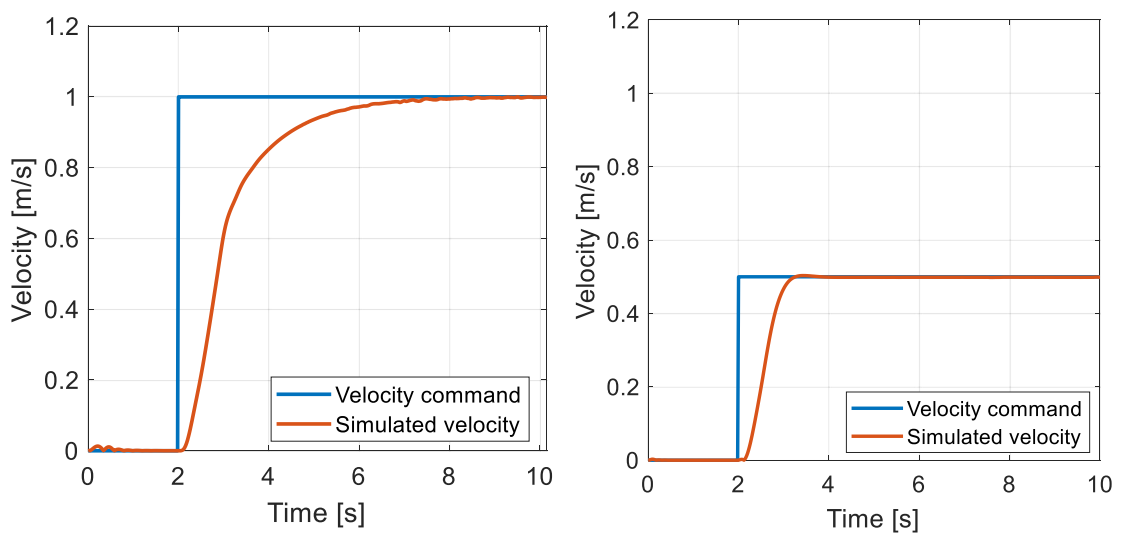 1.2
1
0.8
0.6
0.4
0.2
0
Velocity [m/s]
Velocity command
Simulated velocity
0 2 4 6 8 10
Time [s]
1.2
1
0.8
0.6
0.4
0.2
0
Velocity [m/s]
Velocity command
Simulated velocity
0 2 4 6 8 10
Time [s]